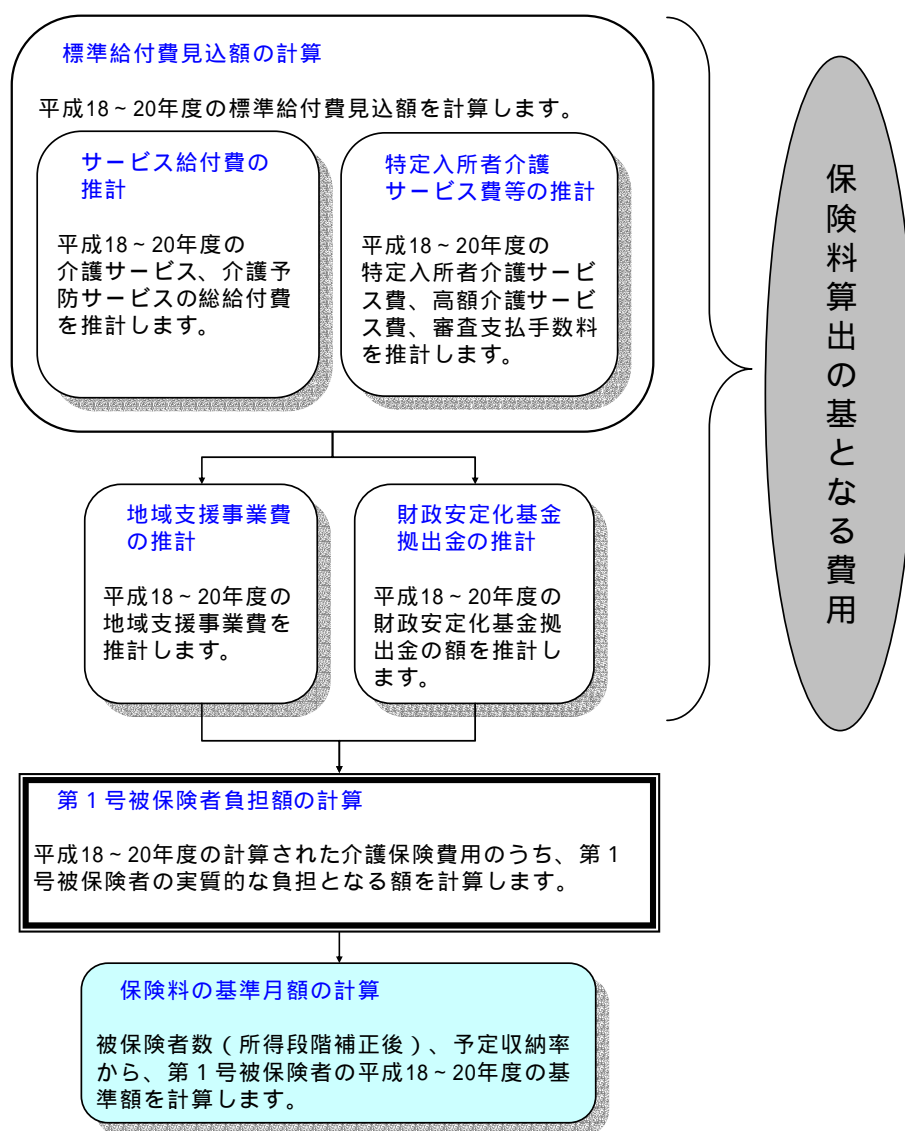 標準給付費見込額の計算
平成18～20年度の標準給付費見込額を計算します。
サービス給付費の
推計
平成18～20年度の
介護サービス、介護予
防サービスの総給付費
を推計します。
特定入所者介護
サービス費等の推計
平成18～20年度の
特定入所者介護サービ
ス費、高額介護サービ
ス費、審査支払手数料
を推計します。
地域支援事業費
の推計
平成18～20年度の
地域支援事業費を
推計します。
財政安定化基金
拠出金の推計
平成18～20年度の
財政安定化基金拠
出金の額を推計し
ます。
保険料算出の基となる費用
第１号被保険者負担額の計算
平成18～20年度の計算された介護保険費用のうち、第１
号被保険者の実質的な負担となる額を計算します。
保険料の基準月額の計算
被保険者数（所得段階補正後）、予定収納率
から、第１号被保険者の平成18～20年度の基
準額を計算します。